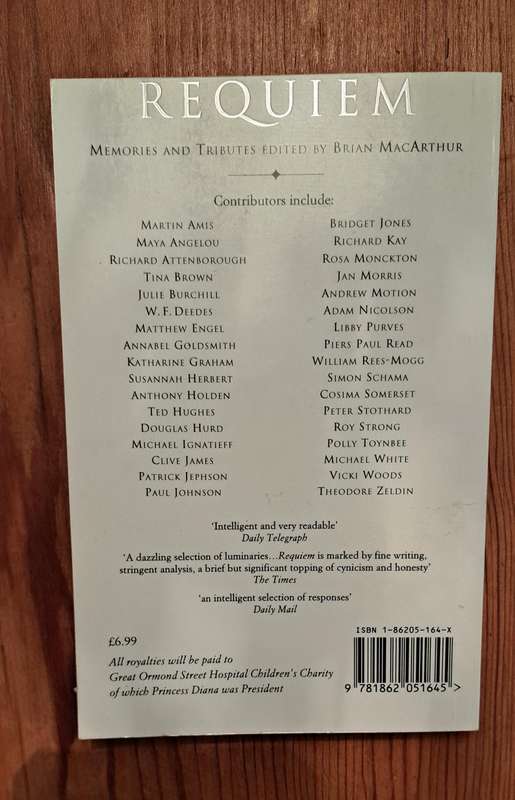 REQUIEM
MEMORIES AND TRIBUTES EDITED BY BRIAN MACARTHUR
Contributors include:
MARTIN AMIS
MAYA ANGELOU
RICHARD ATTENBOROUGH
TINA BROWN
JULIE BURCHILL
W. F. DEEDES
MATTHEW ENGEL
ANNABEL GOLDSMITH
KATHARINE GRAHAM
SUSANNAH HERBERT
ANTHONY HOLDEN
TED HUGHES
DOUGLAS HURD
MICHAEL IGNATIEFF
CLIVE JAMES
PATRICK JEPHSON
PAUL JOHNSON
BRIDGET JONES
RICHARD KAY
ROSA MONCKTON
JAN MORRIS
ANDREW MOTION
ADAM NICOLSON
LIBBY PURVES
PIERS PAUL READ
WILLIAM REES-MOGG
SIMON SCHAMA
COSIMA SOMERSET
PETER STOTHARD
ROY STRONG
POLLY TOYNBEE
MICHAEL WHITE
VICKI WOODS
THEODORE ZELDIN
‘Intelligent and very readable’
Daily Telegraph
‘A dazzling selection of luminaries...Requiem is marked by fine writing,
stringent analysis, a brief but significant topping of cynicism and honesty’
The Times
‘an intelligent selection of responses’
Daily Mail
£6.99
All royalties will be paid to
Great Ormond Street Hospital Children's Charity
of which Princess Diana was President
ISBN 1-86205-164-X
9 781862 051645 >